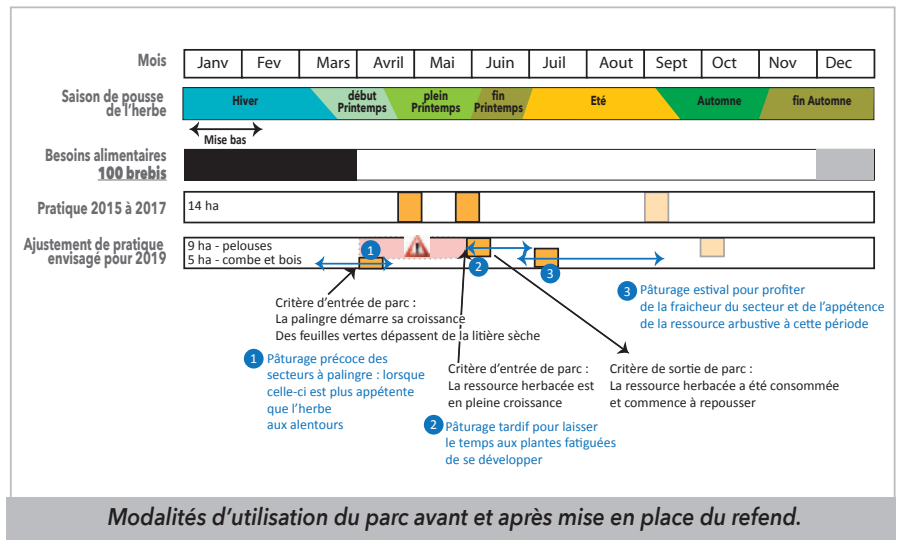 Mois
Janv Fev Mars Avril Mai Juin Juil Aout Sept Oct Nov Dec
Saison de pousse
de l'herbe
Hiver
début
Printemps
plein
Printemps
fin
Printemps
Eté
Automne
fin Automne
Mise bas
Besoins alimentaires
100 brebis
Pratique 2015 à 2017
14 ha
Ajustement de pratique
envisagé pour 2019
9 ha - pelouses
5 ha - combe et bois
1
2
3
Critère d'entrée de parc :
La palingre démarre sa croissance
Des feuilles vertes dépassent de la litière sèche
1 Pâturage précoce des
secteurs à palingre : lorsque
celle-ci est plus appétente
que l'herbe
aux alentours
Critère d'entrée de parc :
La ressource herbacée est
en pleine croissance
2 Pâturage tardif pour laisser
le temps aux plantes fatiguées
de se développer
3 Pâturage estival pour profiter
de la fraicheur du secteur et de l'appétence
de la ressource arbustive à cette période
Critère de sortie de parc :
La ressource herbacée a été consommée
et commence à repousser
Modalités d'utilisation du parc avant et après mise en place du refend.